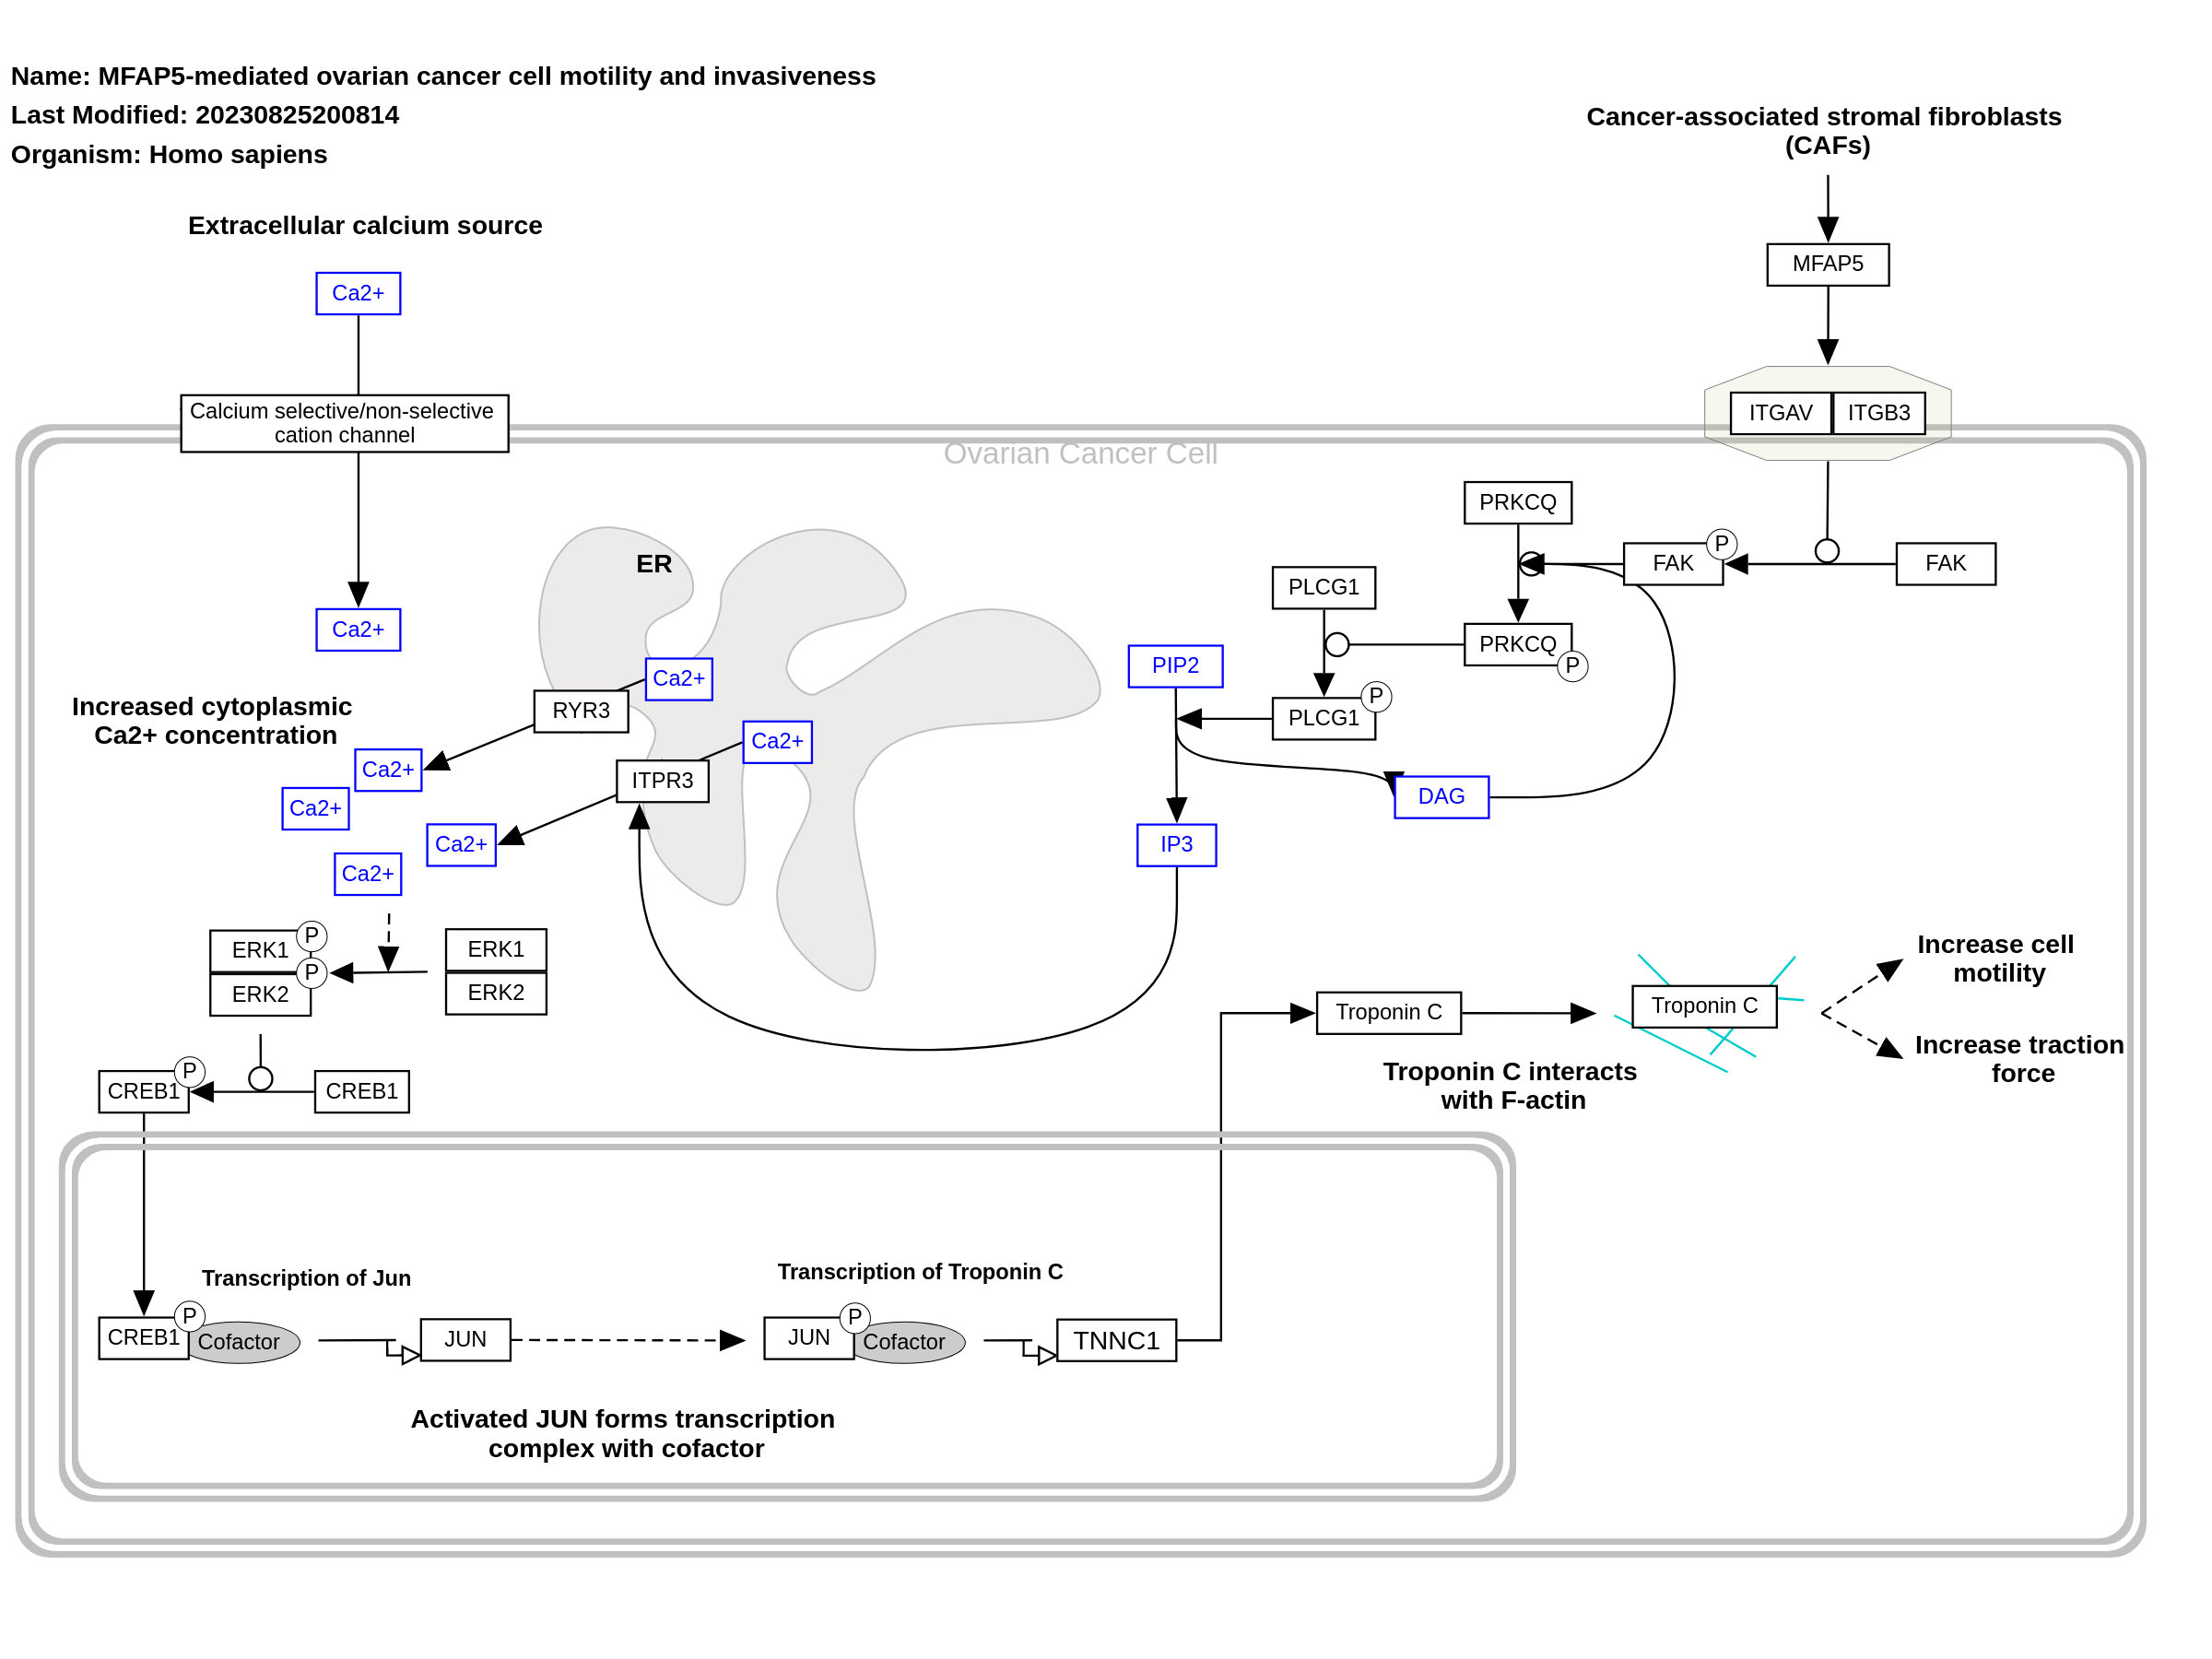 Name: MFAP5-mediated ovarian cancer cell motility and invasiveness
Last Modified: 20230825200814
Organism: Homo sapiens
Cancer-associated stromal fibroblasts
(CAFs)
Extracellular calcium source
MFAP5
Ca2+
Calcium selective/non-selective
cation channel
ITGAV
ITGB3
Ovarian Cancer Cell
PRKCQ
P
FAK
FAK
ER
PLCG1
Ca2+
PRKCQ
P
PIP2
Ca2+
P
PLCG1
RYR3
Increased cytoplasmic
Ca2+ concentration
Ca2+
Ca2+
ITPR3
DAG
Ca2+
Ca2+
IP3
Ca2+
P
ERK1
P
ERK2
ERK1
ERK2
Increase cell
motility
Troponin C
Troponin C
Increase traction
force
Troponin C interacts
with F-actin
P
CREB1
CREB1
Transcription of Jun
Transcription of Troponin C
P
CREB1
Cofactor
JUN
P
JUN
Cofactor
TNNC1
Activated JUN forms transcription
complex with cofactor